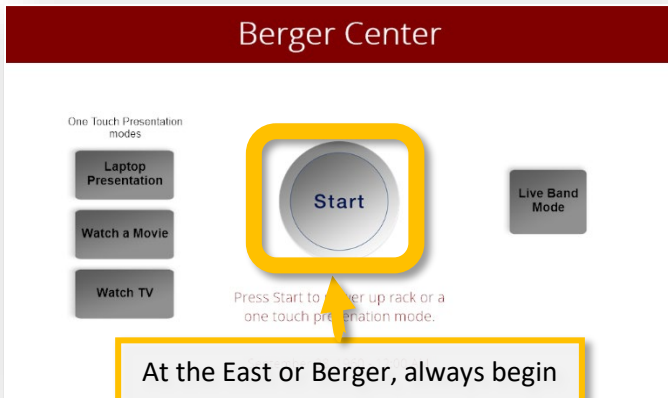 Berger Center
One Touch Presentation
modes
Laptop
Presentation
Watch a Movie
Watch TV
Start
Live Band
Mode
Press Start to er up rack or a
one touch pre enation mode.
At the East or Berger, always begin